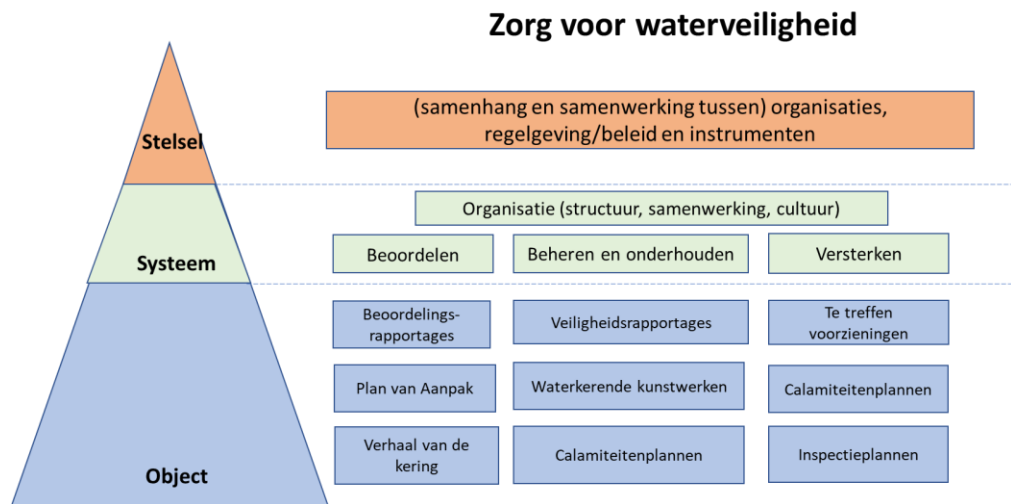 Zorg voor waterveiligheid
(samenhang en samenwerking tussen) organisaties,
regelgeving/beleid en instrumenten
Stelsel
Organisatie (structuur, samenwerking, cultuur)
Beoordelen
Beheren en onderhouden
Versterken
Systeem
Beoordelings-
rapportages
Veiligheidsrapportages
Te treffen
voorzieningen
Plan van Aanpak
Waterkerende kunstwerken
Calamiteitenplannen
Verhaal van de
kering
Calamiteitenplannen
Inspectieplannen
Object